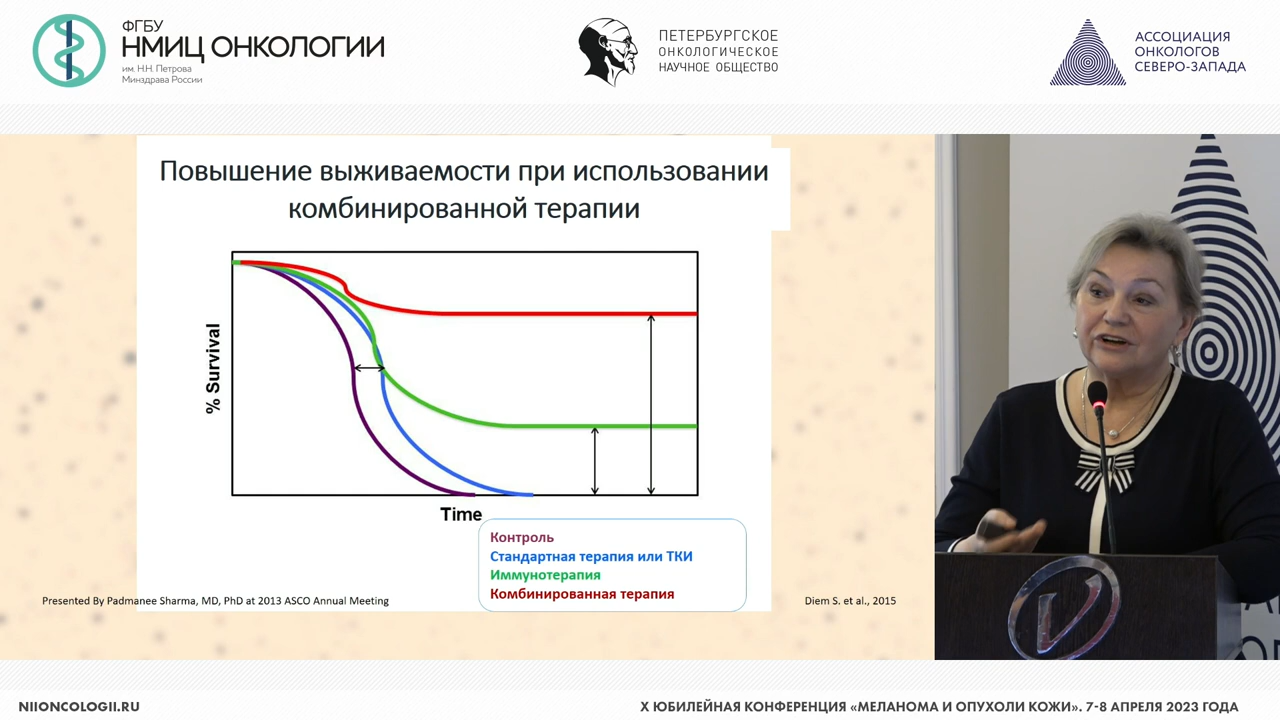 ФГБУ
НМИЦ ОНКОЛОГИИ
им. Н.Н. Петрова
Минздрава России
ПЕТЕРБУРГСКОЕ
ОНКОЛОГИЧЕСКОЕ
НАУЧНОЕ ОБЩЕСТВО
АССОЦИАЦИЯ
ОНКОЛОГОВ
СЕВЕРО-ЗАПАДА
Повышение выживаемости при использовании
комбинированной терапии
% Survival
Time
Контроль
Стандартная терапия или ТКИ
Иммунотерапия
Комбинированная терапия
Presented By Padmanee Sharma, MD, PhD at 2013 ASCO Annual Meeting
Diem S. et al., 2015
NIIONCOLOGII.RU
X ЮБИЛЕЙНАЯ КОНФЕРЕНЦИЯ «МЕЛАНОМА И ОПУХОЛИ КОЖИ». 7-8 АПРЕЛЯ 2023 ГОДА